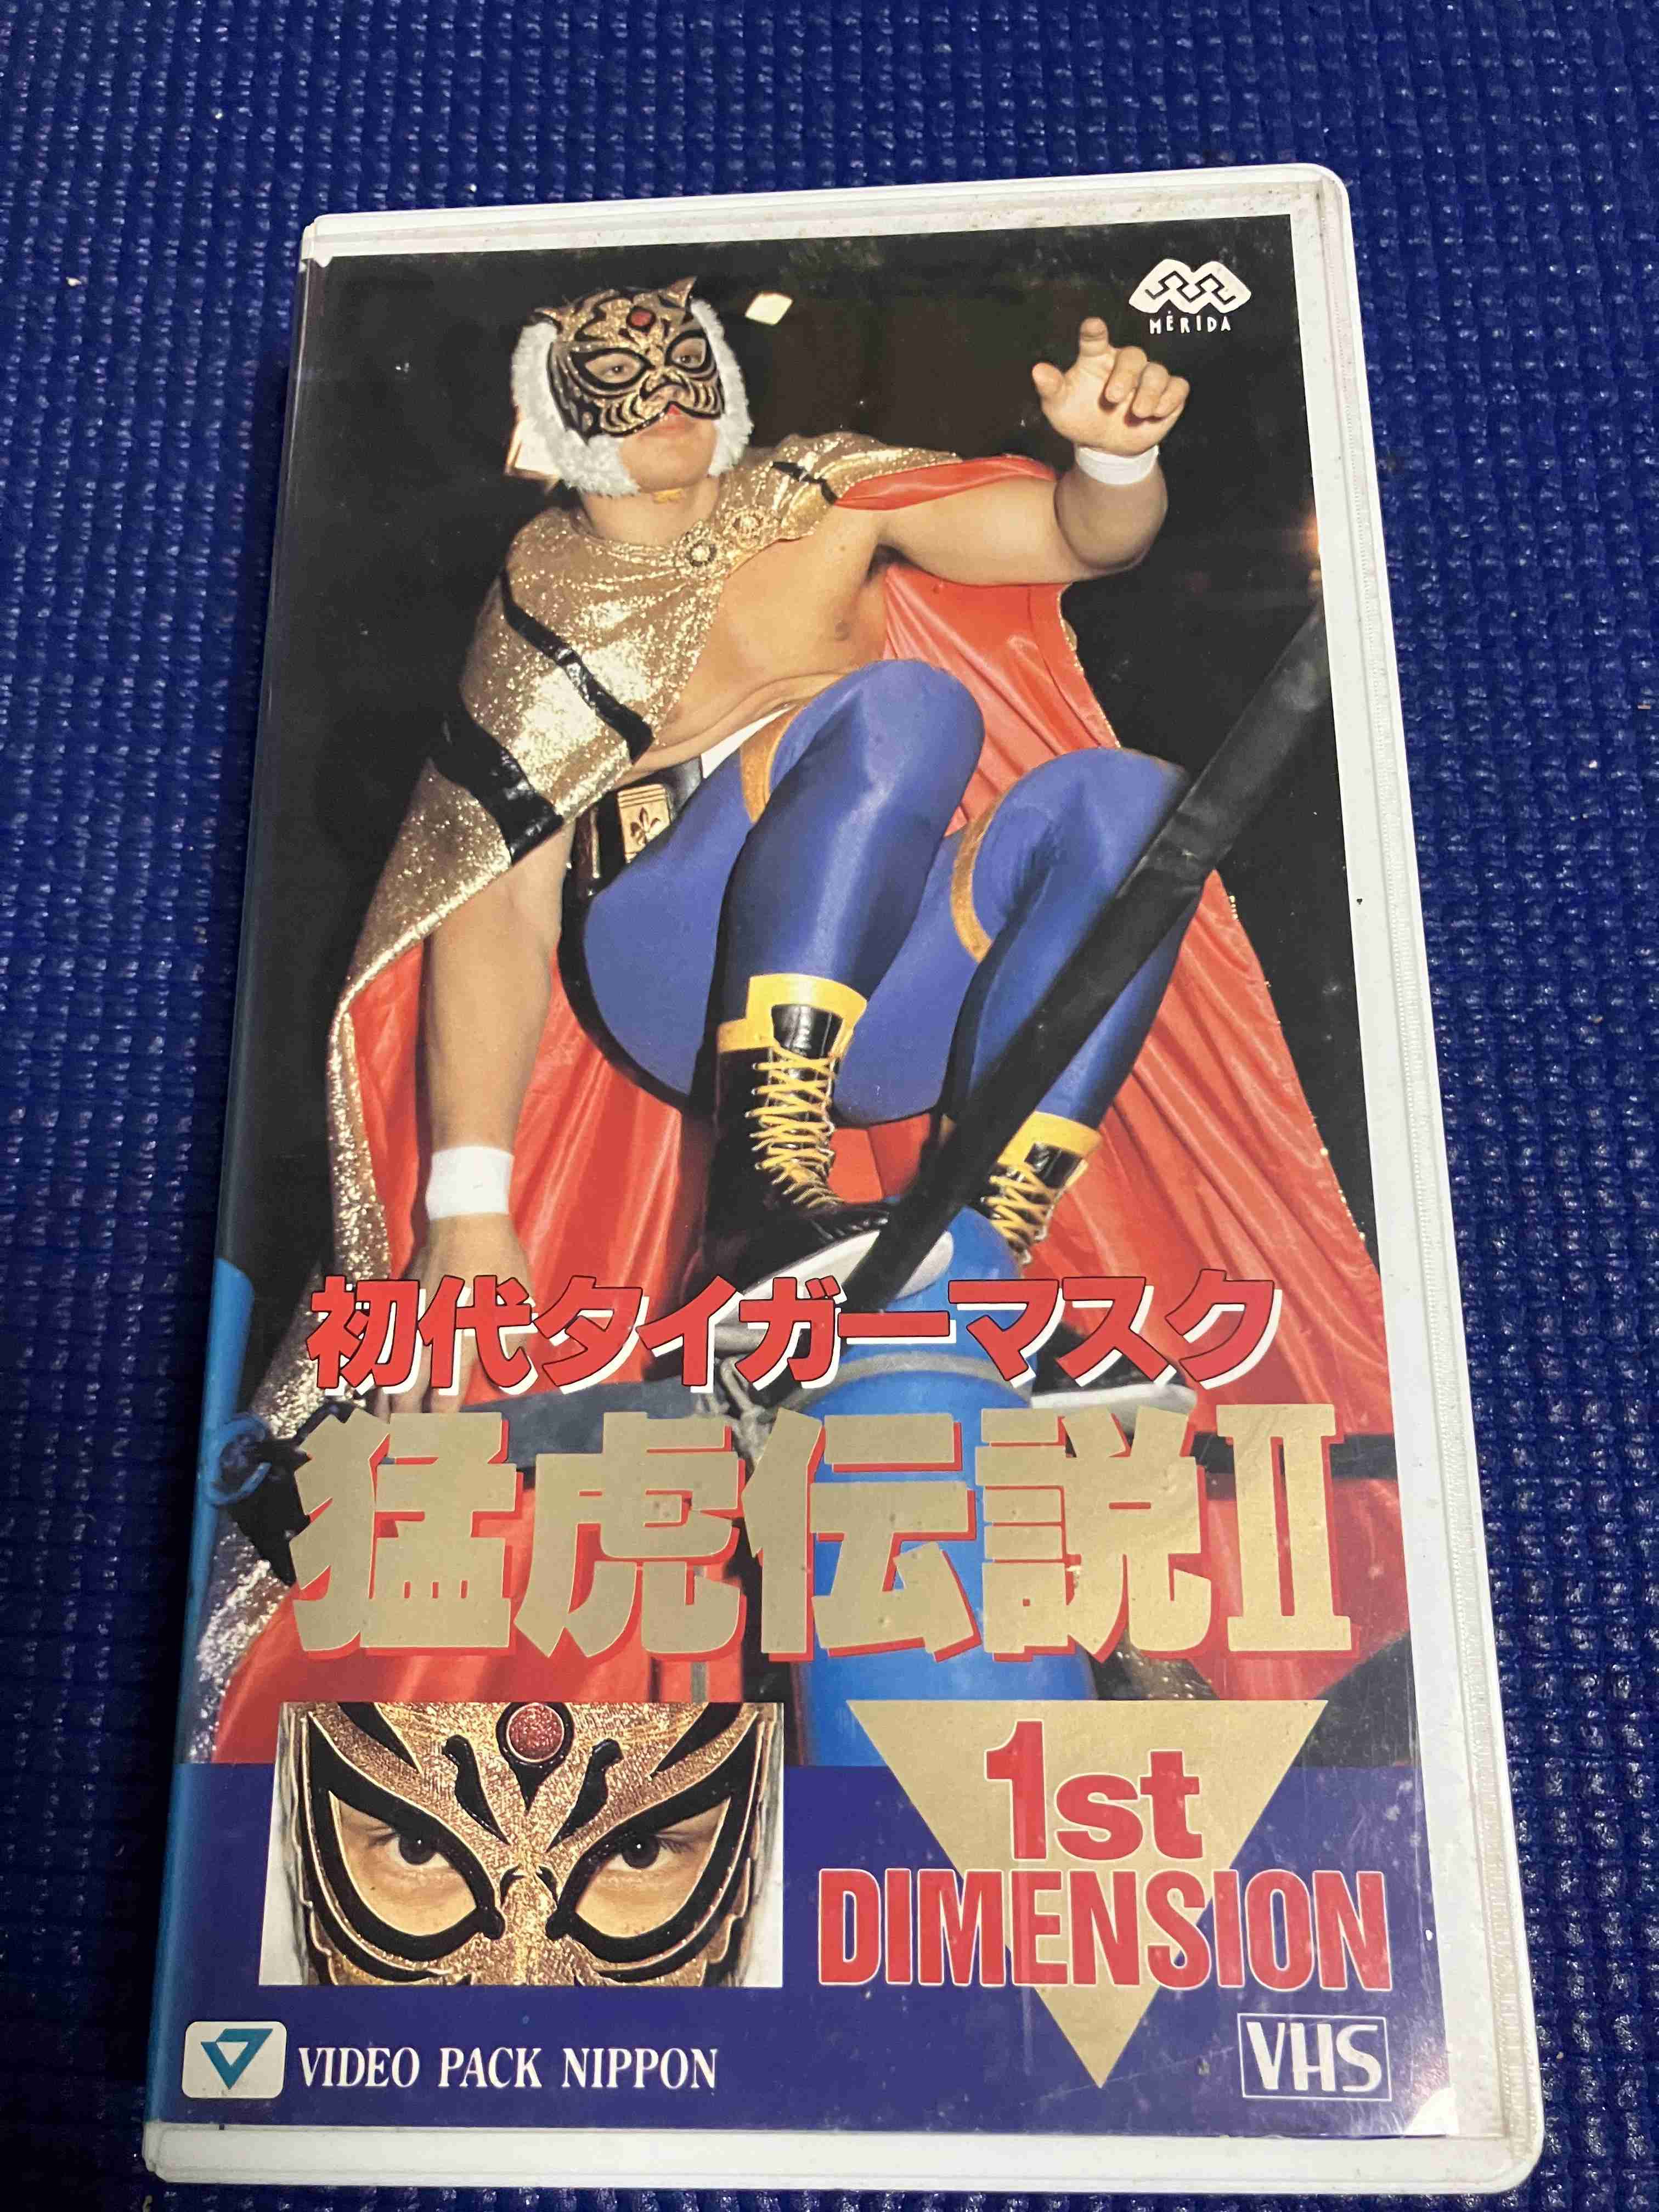 MÉRIDA
初代タイガーマスク
猛虎伝説II
1st
DIMENSION
VIDEO PACK NIPPON
VHS